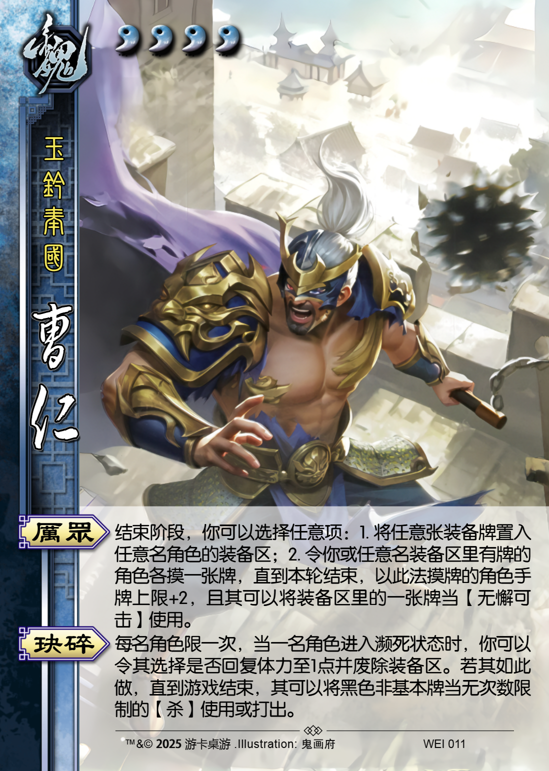 魏
玉鈐奉國
曹仁
厲眾
结束阶段，你可以选择任意项：1. 将任意张装备牌置入
任意名角色的装备区；2. 令你或任意名装备区里有牌的
角色各摸一张牌，直到本轮结束，以此法摸牌的角色手
牌上限+2，且其可以将装备区里的一张牌当【无懈可
击】使用。
玦碎
每名角色限一次，当一名角色进入濒死状态时，你可以
令其选择是否回复体力至1点并废除装备区。若其如此
做，直到游戏结束，其可以将黑色非基本牌当无次数限
制的【杀】使用或打出。
™&© 2025 游卡桌游 .Illustration: 鬼画府
WEI 011